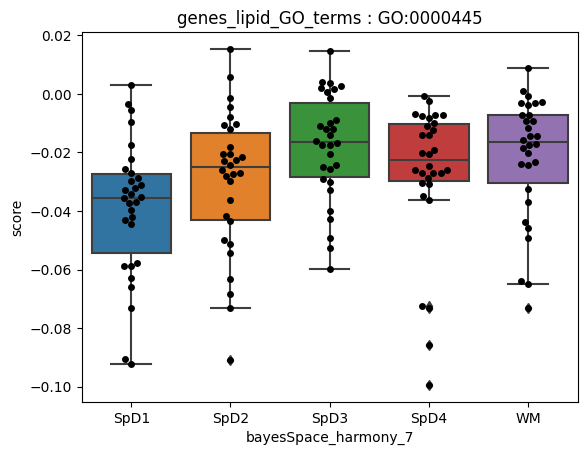 genes_lipid_GO_terms : GO:0000445
0.02
0.00
−0.02
−0.04
−0.06
−0.08
−0.10
score
SpD1 SpD2 SpD3 SpD4 WM
bayesSpace_harmony_7